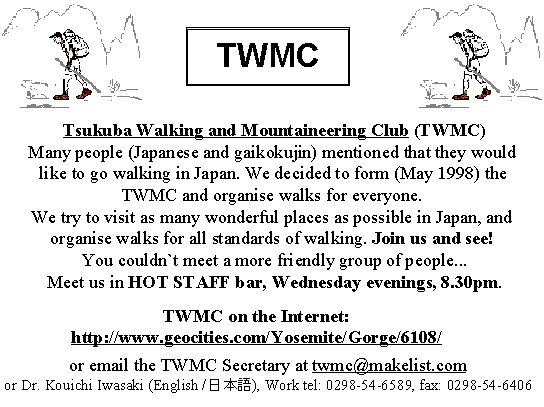 TWMC
Tsukuba Walking and Mountaineering Club (TWMC)
Many people (Japanese and gaikokujin) mentioned that they would
like to go walking in Japan. We decided to form (May 1998) the
TWMC and organise walks for everyone.
We try to visit as many wonderful places as possible in Japan, and
organise walks for all standards of walking. Join us and see!
You couldn`t meet a more friendly group of people...
Meet us in HOT STAFF bar, Wednesday evenings, 8.30pm.
TWMC on the Internet:
http://www.geocities.com/Yosemite/Gorge/6108/
or email the TWMC Secretary at twmc@makelist.com
or Dr. Kouichi Iwasaki (English /日本語), Work tel: 0298-54-6589, fax: 0298-54-6406